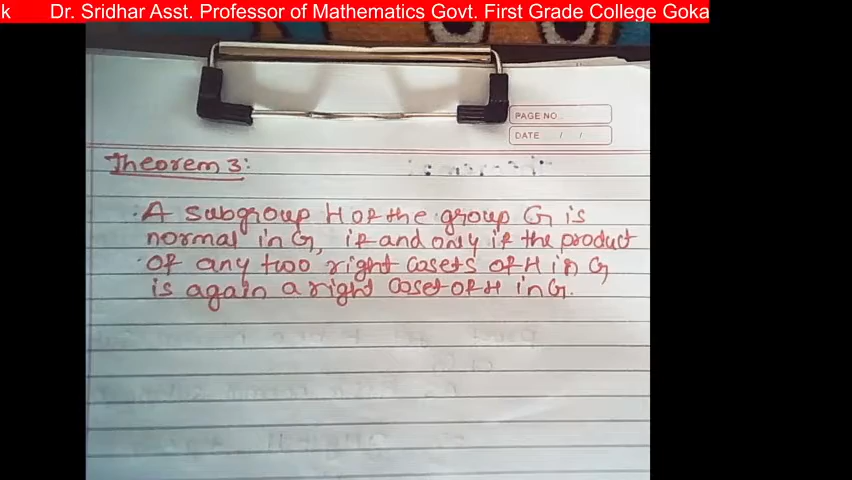 k Dr. Sridhar Asst. Professor of Mathematics Govt. First Grade College Goka
PAGE NO
DATE / /
Theorem 3:
A subgroup H of the group G is
normal in G, if and only if the product
of any two right cosets of H in G
is again a right coset of H in G.